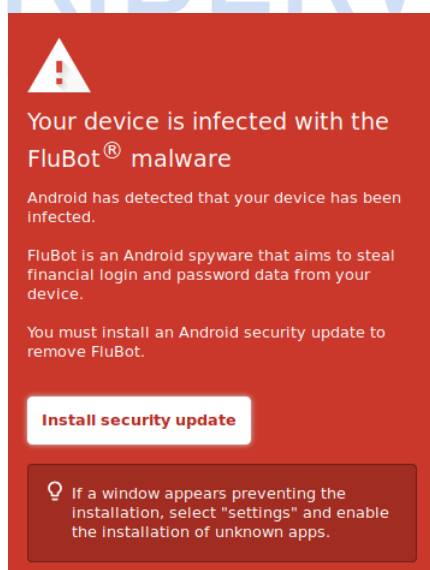 Your device is infected with the
FluBot® malware
Android has detected that your device has been
infected.
FluBot is an Android spyware that aims to steal
financial login and password data from your
device.
You must install an Android security update to
remove FluBot.
Install security update
If a window appears preventing the
installation, select "settings" and enable
the installation of unknown apps.